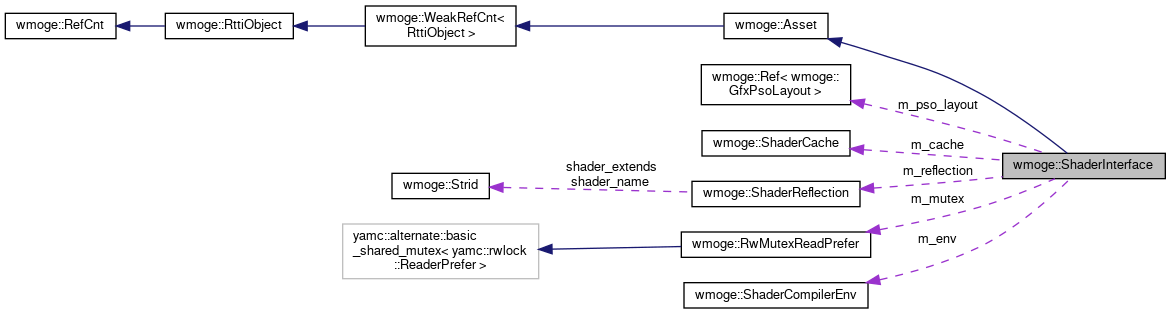 wmoge::RefCnt
wmoge::RttiObject
wmoge::WeakRefCnt<
RttiObject >
wmoge::Asset
wmoge::Ref< wmoge::
GfxPsoLayout >
m_pso_layout
wmoge::ShaderCache
m_cache
wmoge::ShaderInterface
shader_extends
shader_name
m_reflection
wmoge::Strid
wmoge::ShaderReflection
m_mutex
yamc::alternate::basic
_shared_mutex< yamc::rwlock
::ReaderPrefer >
wmoge::RwMutexReadPrefer
m_env
wmoge::ShaderCompilerEnv